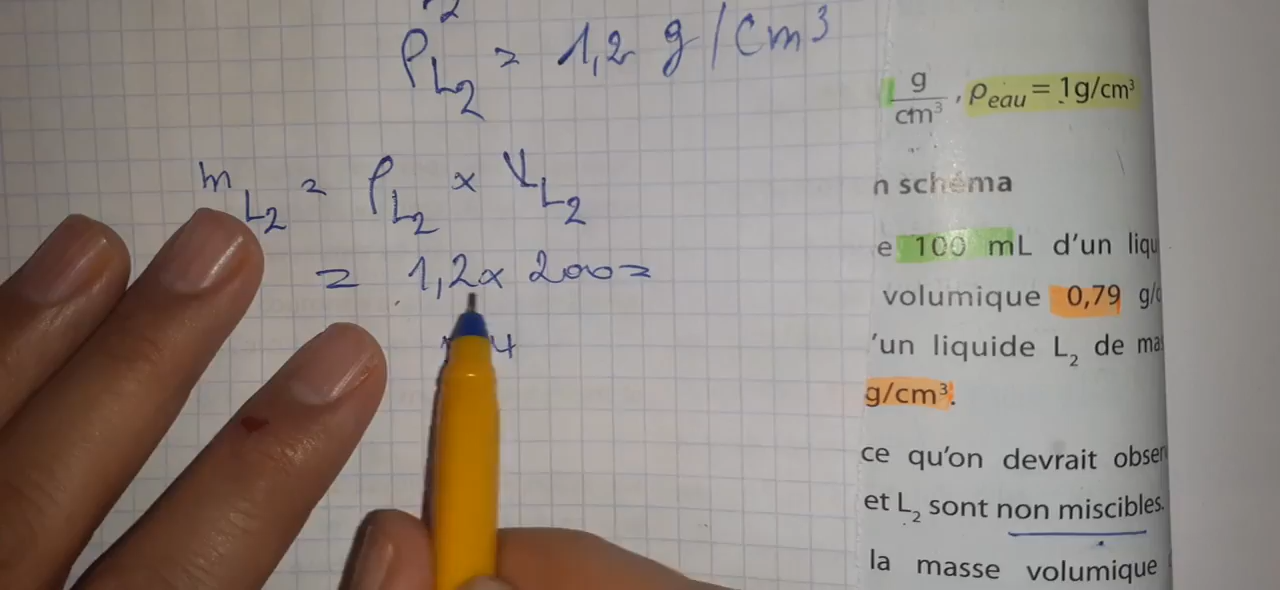 2
ρL2 = 1,2 g/cm³
mL2 = ρL2 × VL2
= 1,2 × 200 =
4
g/cm³, ρeau = 1g/cm³
n schéma
e 100 mL d'un liqu
volumique 0,79 g/
'un liquide L₂ de ma
g/cm³.
ce qu'on devrait obser
et L₂ sont non miscibles.
la masse volumique